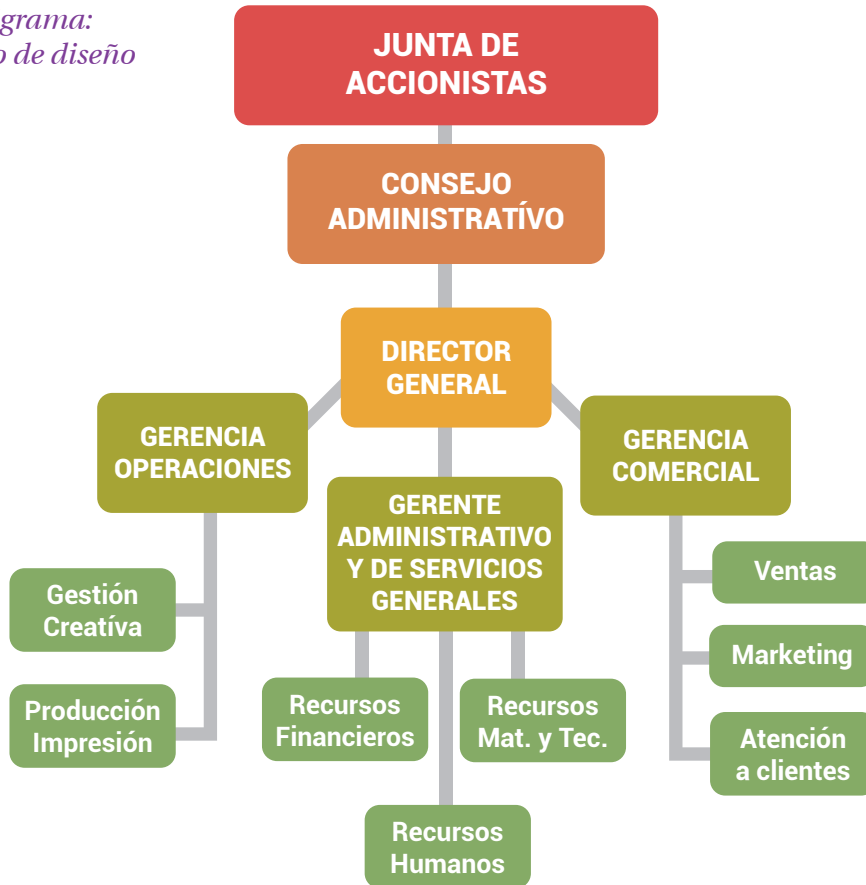 grama:
o de diseño
JUNTA DE
ACCIONISTAS
CONSEJO
ADMINISTRATÍVO
DIRECTOR
GENERAL
GERENCIA
OPERACIONES
GERENCIA
COMERCIAL
GERENTE
ADMINISTRATIVO
Y DE SERVICIOS
GENERALES
Gestión
Creatíva
Producción
Impresión
Recursos
Financieros
Recursos
Mat. y Tec.
Recursos
Humanos
Ventas
Marketing
Atención
a clientes